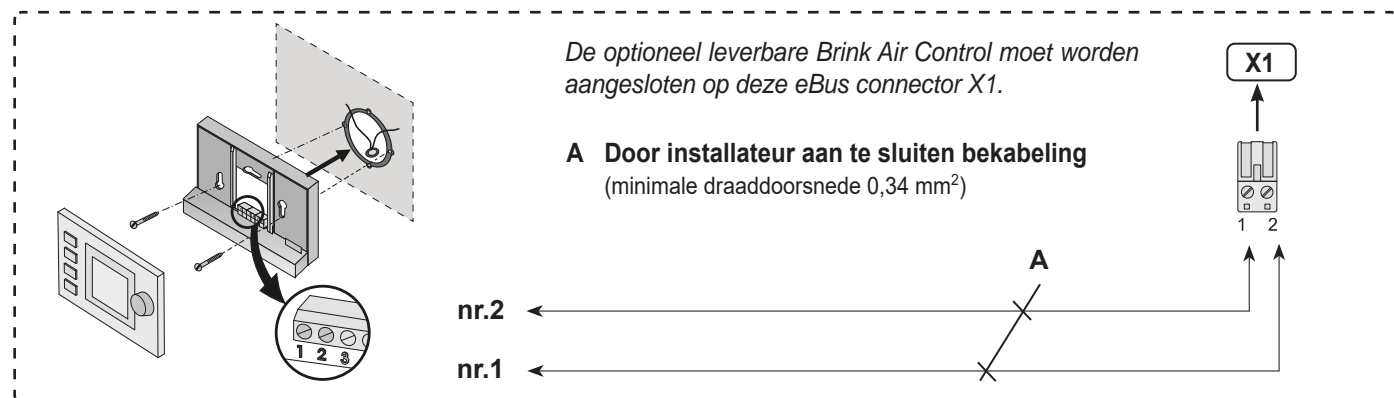 De optioneel leverbare Brink Air Control moet worden
aangesloten op deze eBus connector X1.
X1
A Door installateur aan te sluiten bekabeling
(minimale draaddoorsnede 0,34 mm²)
1 2
A
nr.2
1 2 3
nr.1